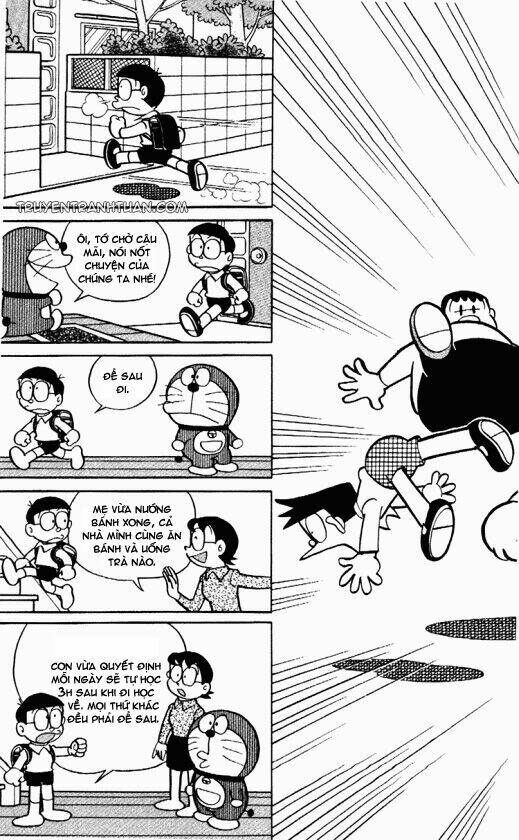 TRUYENTRANHTUAN.COM
ÔI, TỚ CHỜ CẬU
MÃI, NÓI NỐT
CHUYỆN CỦA
CHÚNG TA NHÉ!
ĐỂ SAU
ĐI.
MẸ VỪA NƯỚNG
BÁNH XONG, CẢ
NHÀ MÌNH CÙNG ĂN
BÁNH VÀ UỐNG
TRÀ NÀO.
CON VỪA QUYẾT ĐỊNH
MỖI NGÀY SẼ TỰ HỌC
3H SAU KHI ĐI HỌC
VỀ. MỌI THỨ KHÁC
ĐỀU PHẢI ĐỂ SAU.